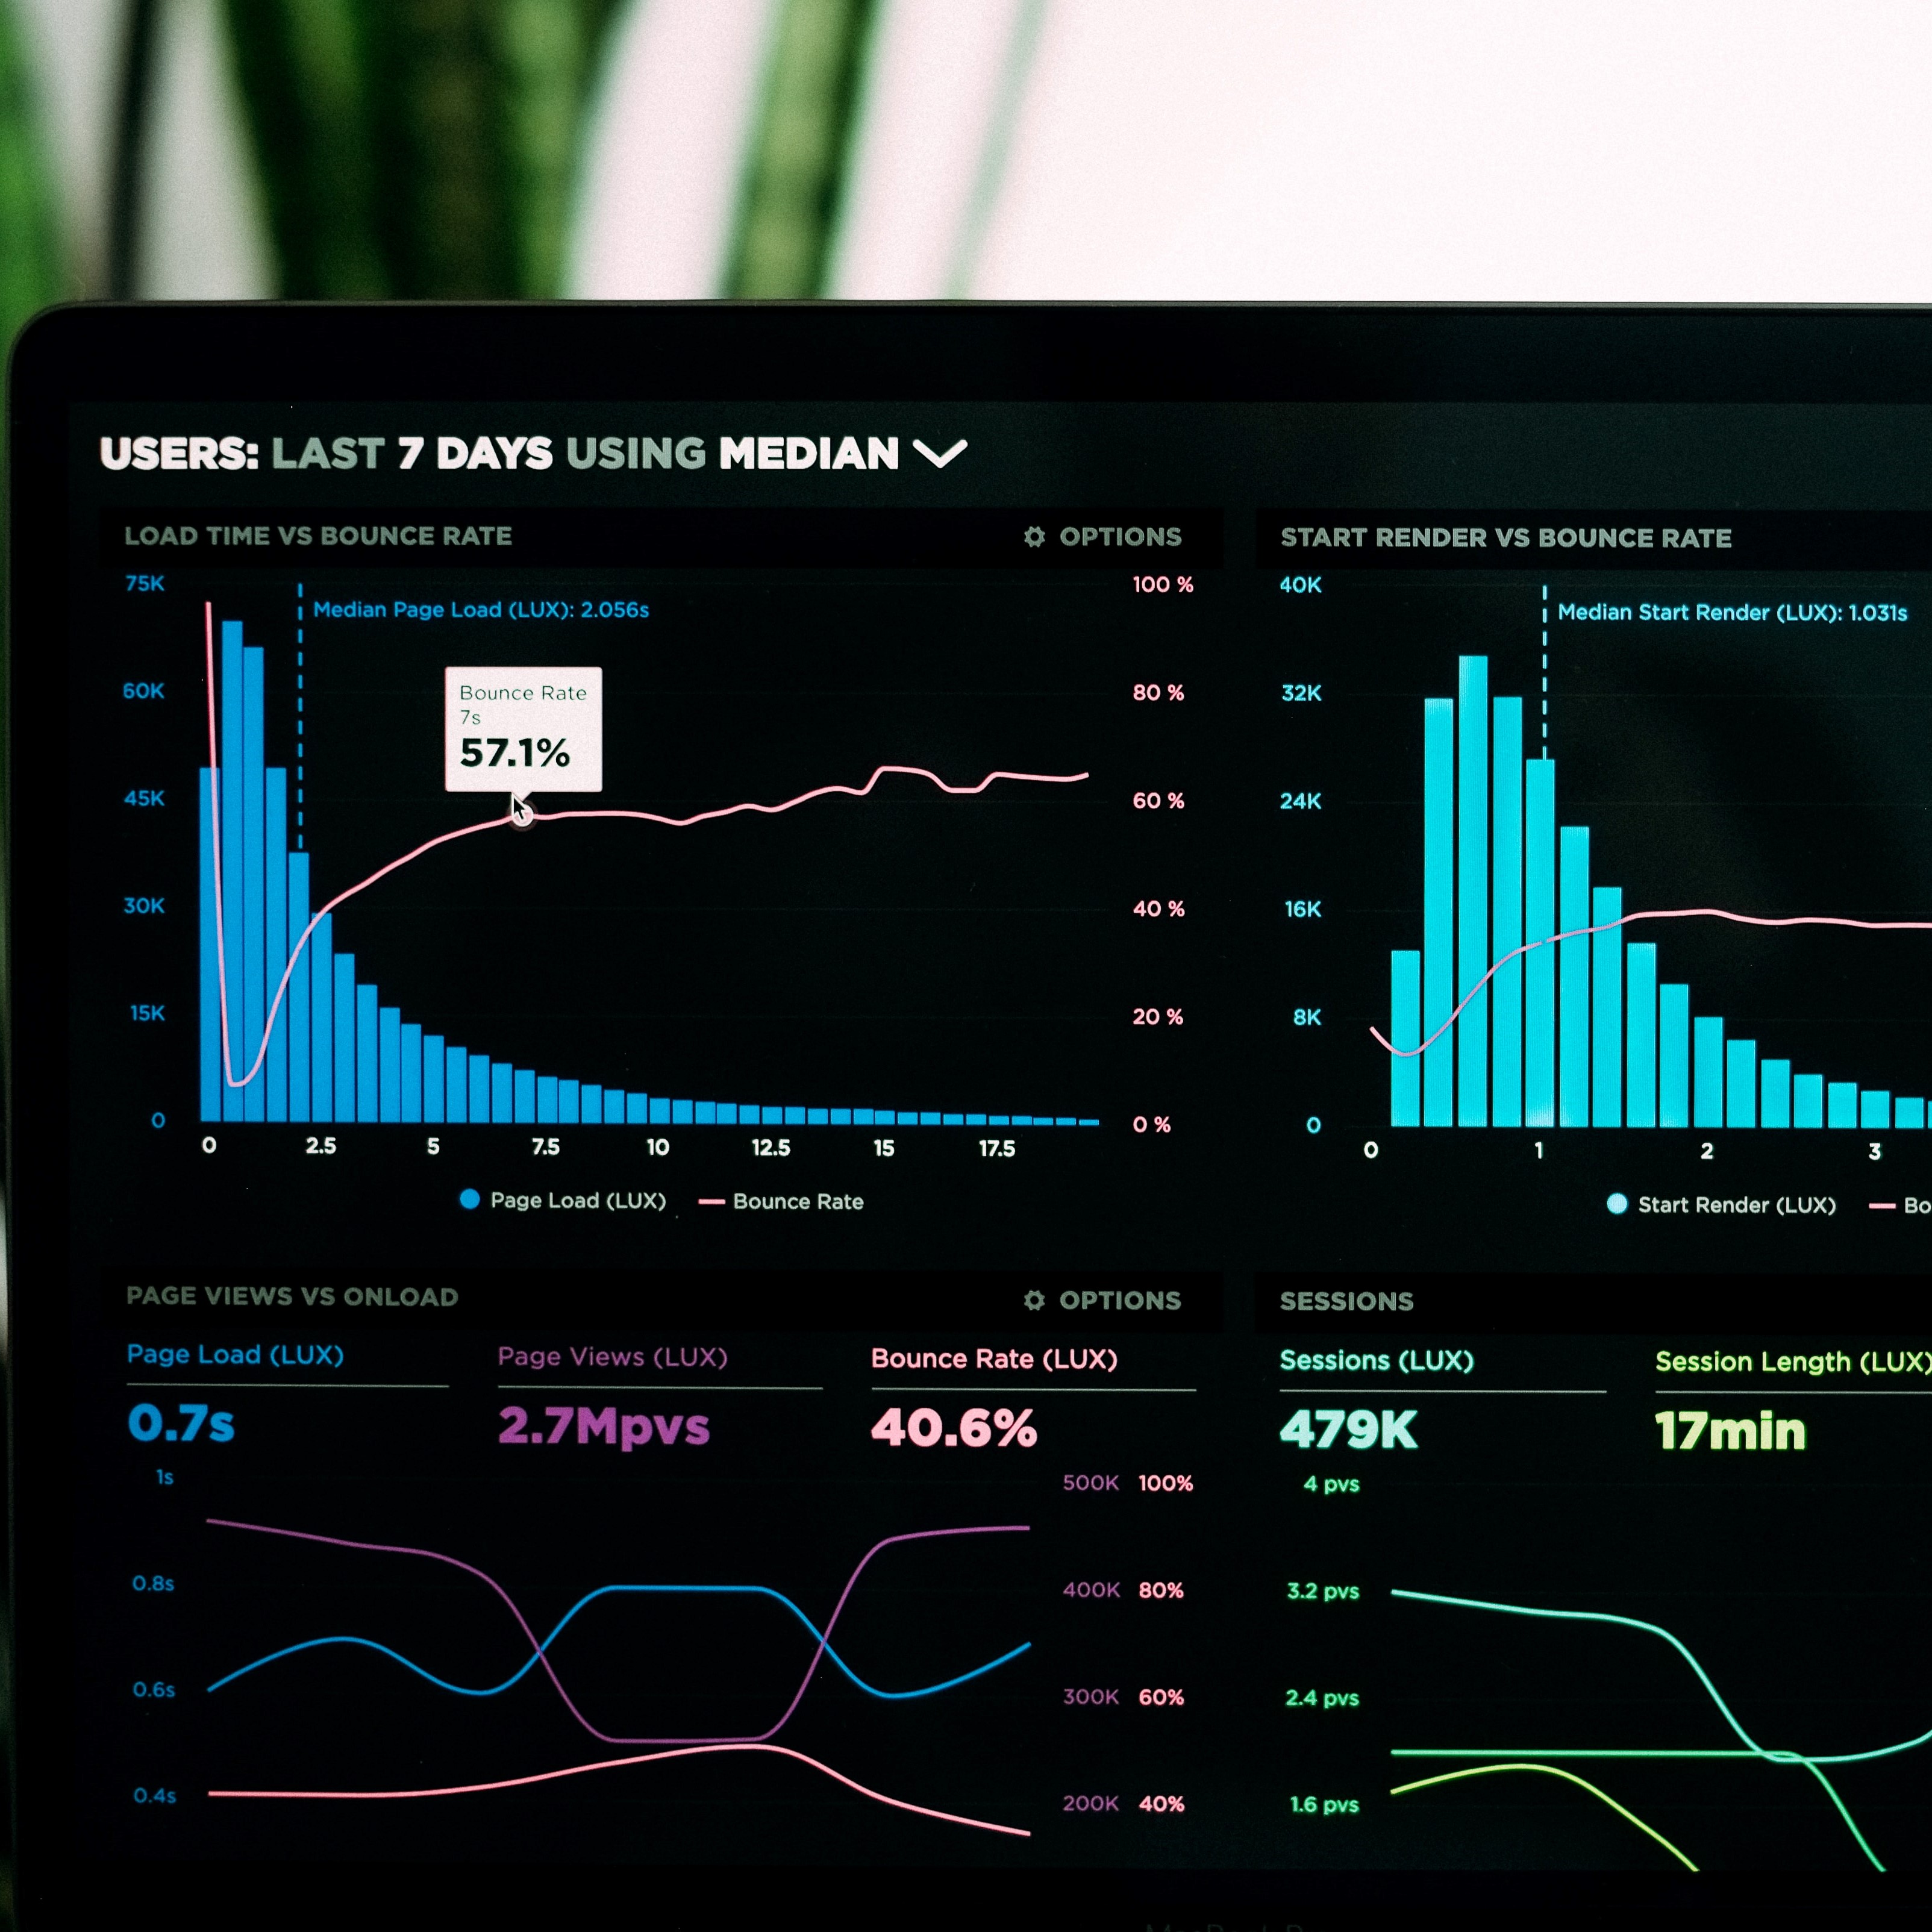 USERS: LAST 7 DAYS USING MEDIAN
LOAD TIME VS BOUNCE RATE
OPTIONS
75K
60K
45K
30K
15K
0
Median Page Load (LUX): 2.056s
Bounce Rate
7s
57.1%
100 %
80 %
60 %
40 %
20 %
0 %
0 2.5 5 7.5 10 12.5 15 17.5
Page Load (LUX) Bounce Rate
START RENDER VS BOUNCE RATE
40K
32K
24K
16K
8K
0
Median Start Render (LUX): 1.031s
0 1 2 3
Start Render (LUX) Bo
PAGE VIEWS VS ONLOAD
OPTIONS
Page Load (LUX)
0.7s
Page Views (LUX)
2.7Mpvs
Bounce Rate (LUX)
40.6%
1s
0.8s
0.6s
0.4s
500K 100%
400K 80%
300K 60%
200K 40%
SESSIONS
Sessions (LUX)
479K
Session Length (LUX)
17min
4 pvs
3.2 pvs
2.4 pvs
1.6 pvs